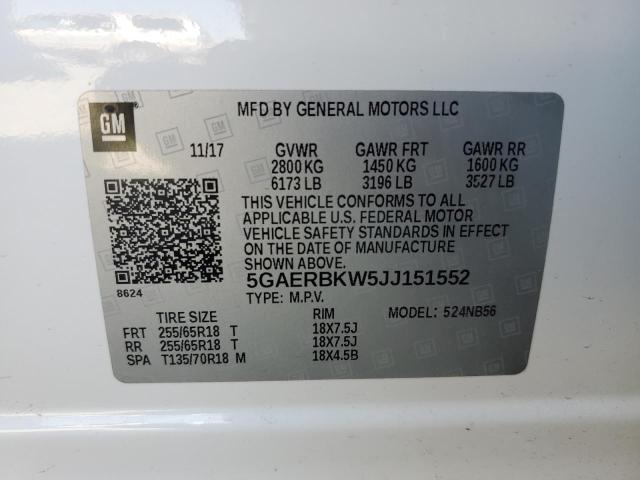 GM
MFD BY GENERAL MOTORS LLC
11/17 GVWR GAWR FRT GAWR RR
2800 KG 1450 KG 1600 KG
6173 LB 3196 LB 3527 LB
THIS VEHICLE CONFORMS TO ALL
APPLICABLE U.S. FEDERAL MOTOR
VEHICLE SAFETY STANDARDS IN EFFECT
ON THE DATE OF MANUFACTURE
SHOWN ABOVE.
8624
5GAERBKW5JJ151552
TYPE: M.P.V. MODEL: 524NB56
TIRE SIZE RIM
FRT 255/65R18 T 18X7.5J
RR 255/65R18 T 18X7.5J
SPA T135/70R18 M 18X4.5B